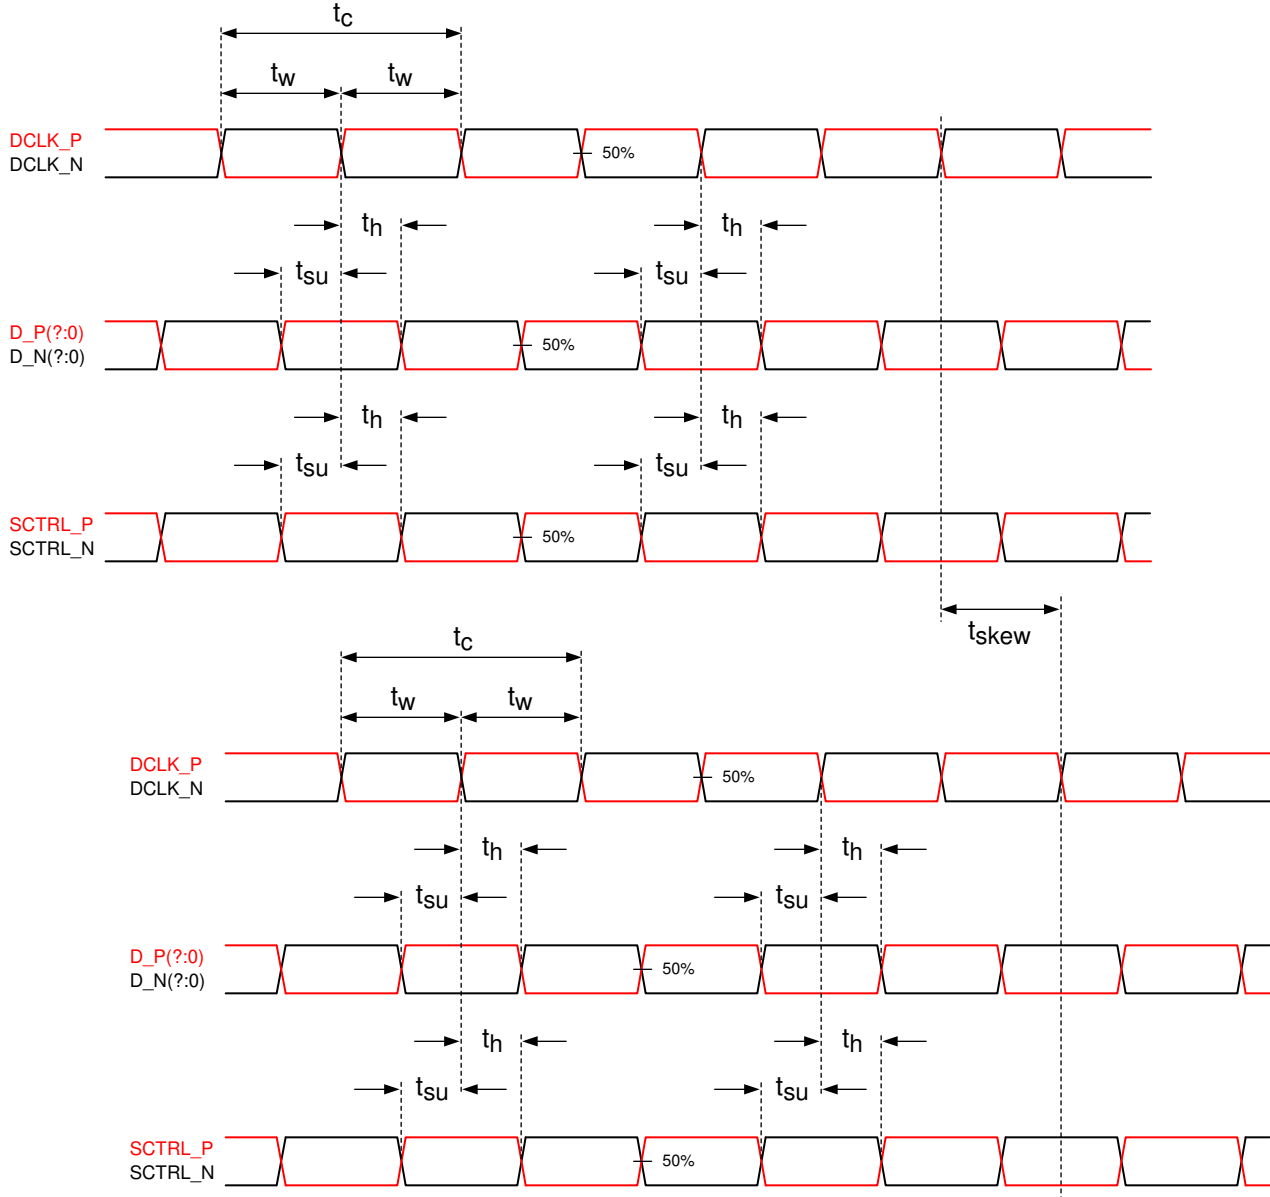 tc
tw tw
DCLK_P
DCLK_N
50%
th th
tsu tsu
D_P(?:0)
D_N(?:0)
50%
th th
tsu tsu
SCTRL_P
SCTRL_N
50%
tskew
tc
tw tw
DCLK_P
DCLK_N
50%
th th
tsu tsu
D_P(?:0)
D_N(?:0)
50%
th th
tsu tsu
SCTRL_P
SCTRL_N
50%